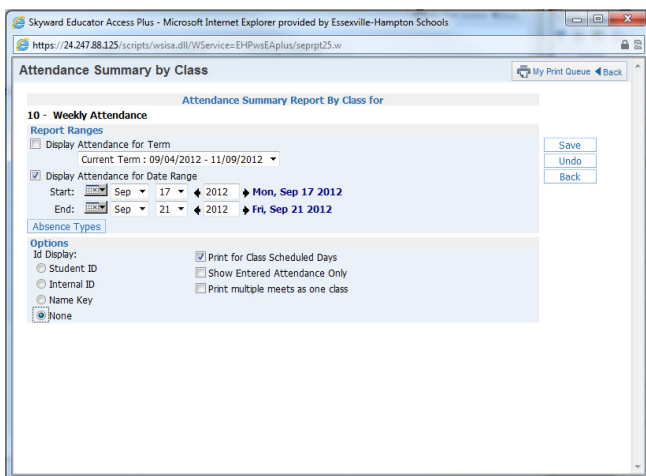 Skyward Educator Access Plus - Microsoft Internet Explorer provided by Essexville-Hampton Schools
https://24.247.88.125/scripts/wsisa.dll/WService=EHPwsEAplus/seprpt25.w
Attendance Summary by Class
My Print Queue Back
Attendance Summary Report By Class for
10 - Weekly Attendance
Report Ranges
Display Attendance for Term
Save
Current Term : 09/04/2012 - 11/09/2012
Undo
Display Attendance for Date Range
Back
Start: Sep 17 2012 Mon, Sep 17 2012
End: Sep 21 2012 Fri, Sep 21 2012
Absence Types
Options
Id Display:
Print for Class Scheduled Days
Student ID
Show Entered Attendance Only
Internal ID
Print multiple meets as one class
Name Key
None